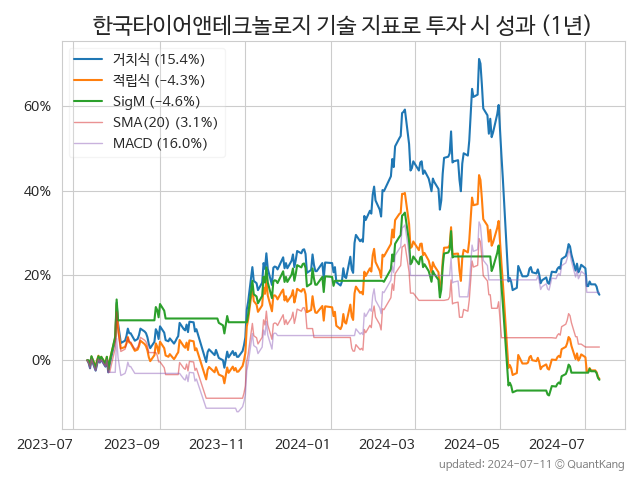 한국타이어앤테크놀로지 기술 지표로 투자 시 성과 (1년)
거치식 (15.4%)
적립식 (-4.3%)
SigM (-4.6%)
SMA(20) (3.1%)
MACD (16.0%)
60%
40%
20%
0%
2023-07 2023-09 2023-11 2024-01 2024-03 2024-05 2024-07
updated: 2024-07-11 © QuantKang